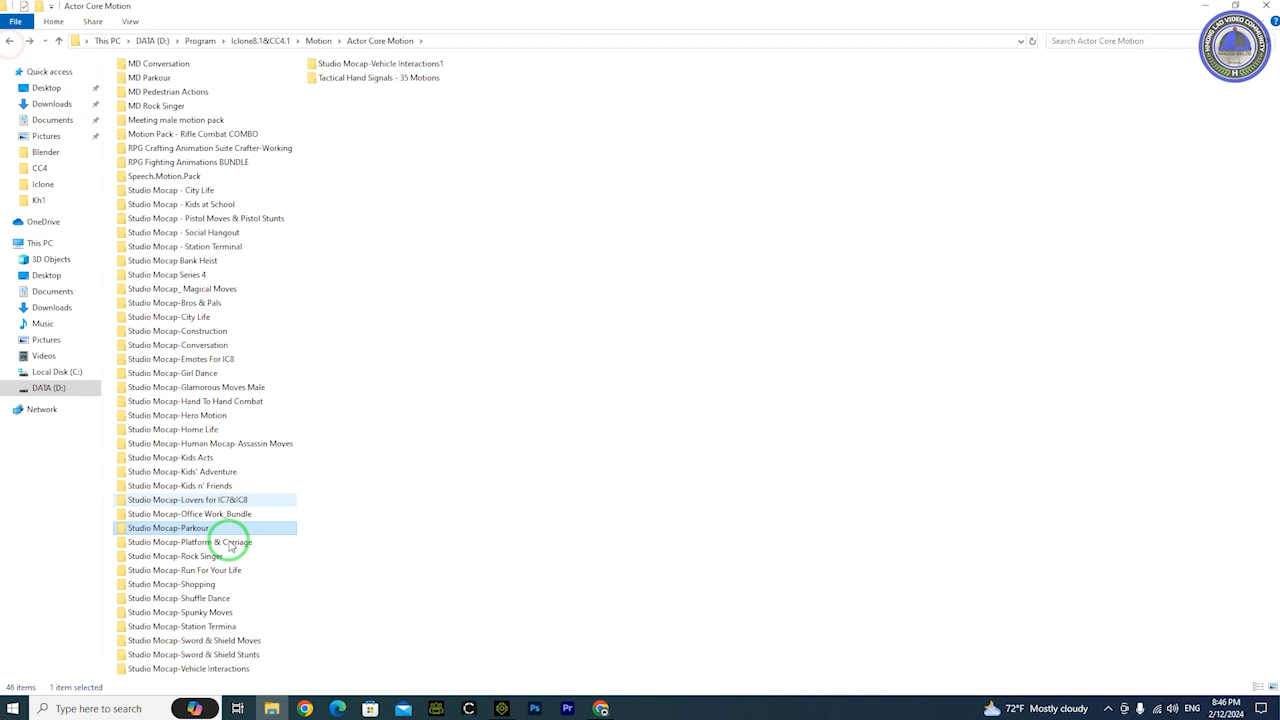 Actor Core Motion
File Home Share View
This PC DATA (D:) Program Iclone8.1&CC4.1 Motion Actor Core Motion
Search Actor Core Motion
Quick access
Desktop
Downloads
Documents
Pictures
Blender
CC4
Iclone
Kh1
OneDrive
This PC
3D Objects
Desktop
Documents
Downloads
Music
Pictures
Videos
Local Disk (C:)
DATA (D:)
Network
MD Conversation
MD Parkour
MD Pedestrian Actions
MD Rock Singer
Meeting male motion pack
Motion Pack - Rifle Combat COMBO
RPG Crafting Animation Suite Crafter-Working
RPG Fighting Animations BUNDLE
Speech.Motion.Pack
Studio Mocap - City Life
Studio Mocap - Kids at School
Studio Mocap - Pistol Moves & Pistol Stunts
Studio Mocap - Social Hangout
Studio Mocap - Station Terminal
Studio Mocap Bank Heist
Studio Mocap Series 4
Studio Mocap_ Magical Moves
Studio Mocap-Bros & Pals
Studio Mocap-City Life
Studio Mocap-Construction
Studio Mocap-Conversation
Studio Mocap-Emotes For IC8
Studio Mocap-Girl Dance
Studio Mocap-Glamorous Moves Male
Studio Mocap-Hand To Hand Combat
Studio Mocap-Hero Motion
Studio Mocap-Home Life
Studio Mocap-Human Mocap-Assassin Moves
Studio Mocap-Kids Acts
Studio Mocap-Kids' Adventure
Studio Mocap-Kids n' Friends
Studio Mocap-Lovers for IC7&IC8
Studio Mocap-Office Work_Bundle
Studio Mocap-Parkour
Studio Mocap-Platform & Carriage
Studio Mocap-Rock Singer
Studio Mocap-Run For Your Life
Studio Mocap-Shopping
Studio Mocap-Shuffle Dance
Studio Mocap-Spunky Moves
Studio Mocap-Station Termina
Studio Mocap-Sword & Shield Moves
Studio Mocap-Sword & Shield Stunts
Studio Mocap-Vehicle Interactions
Studio Mocap-Vehicle Interactions1
Tactical Hand Signals - 35 Motions
46 items 1 item selected
Type here to search
72°F Mostly cloudy
ENG
8:46 PM
2/12/2024
HMONG YAO VIDEO COMMUNITY
H